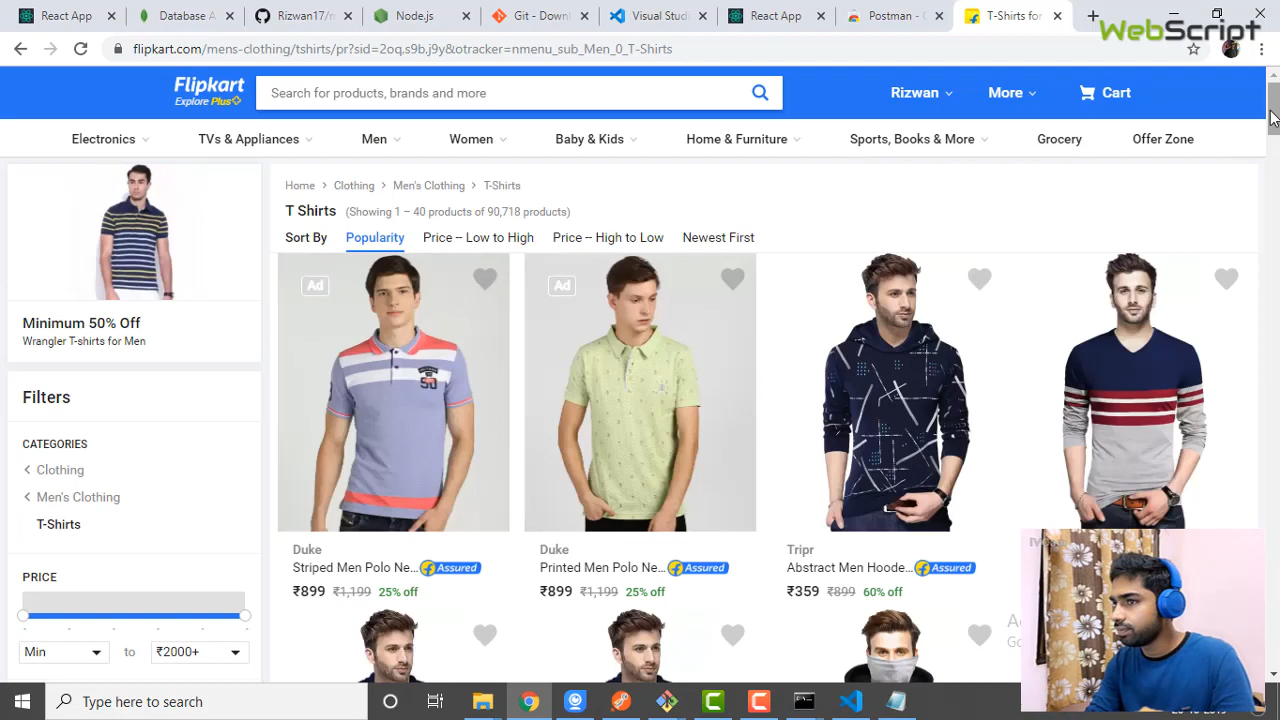 React App
Database A
Rizwan17/m
Node.js
Git - Down
Visual Studi
React App
Postman - C
T-Shirts for
WebScript
flipkart.com/mens-clothing/tshirts/pr?sid=2oq,s9b,j9y&otracker=nmenu_sub_Men_0_T-Shirts
Flipkart
Explore Plus
Search for products, brands and more
Rizwan
More
Cart
Electronics
TVs & Appliances
Men
Women
Baby & Kids
Home & Furniture
Sports, Books & More
Grocery
Offer Zone
Minimum 50% Off
Wrangler T-shirts for Men
Filters
CATEGORIES
Clothing
Men's Clothing
T-Shirts
PRICE
Min to ₹2000+
Home > Clothing > Men's Clothing > T-Shirts
T Shirts (Showing 1 – 40 products of 90,718 products)
Sort By Popularity Price -- Low to High Price -- High to Low Newest First
Ad
Ad
Duke
Striped Men Polo Ne... Assured
₹899 ₹1,199 25% off
Duke
Printed Men Polo Ne... Assured
₹899 ₹1,199 25% off
Tripr
Abstract Men Hoode... Assured
₹359 ₹899 60% off
Type here to search